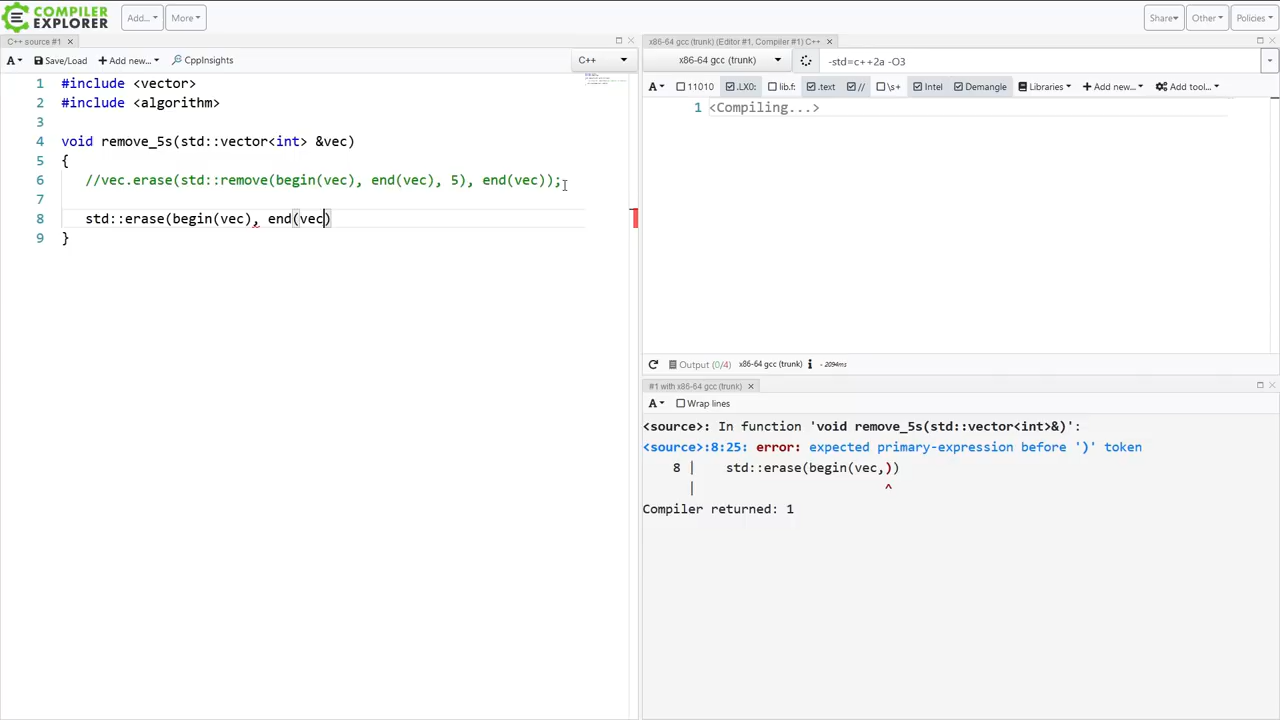 COMPILER
EXPLORER
Add...
More
Share
Other
Policies
C++ source #1
A
Save/Load
+ Add new...
CppInsights
C++
1 #include <vector>
2 #include <algorithm>
3
4 void remove_5s(std::vector<int> &vec)
5 {
6 //vec.erase(std::remove(begin(vec), end(vec), 5), end(vec));
7
8 std::erase(begin(vec), end(vec)
9 }
x86-64 gcc (trunk) (Editor #1, Compiler #1) C++
x86-64 gcc (trunk)
-std=c++2a -O3
A
11010
.LX0:
lib.f:
.text
//
\s+
Intel
Demangle
Libraries
+ Add new...
Add tool...
1 <Compiling...>
Output (0/4) x86-64 gcc (trunk) i - 2094ms
#1 with x86-64 gcc (trunk)
A
Wrap lines
<source>: In function 'void remove_5s(std::vector<int>&)':
<source>:8:25: error: expected primary-expression before ')' token
8 | std::erase(begin(vec,))
| ^
Compiler returned: 1